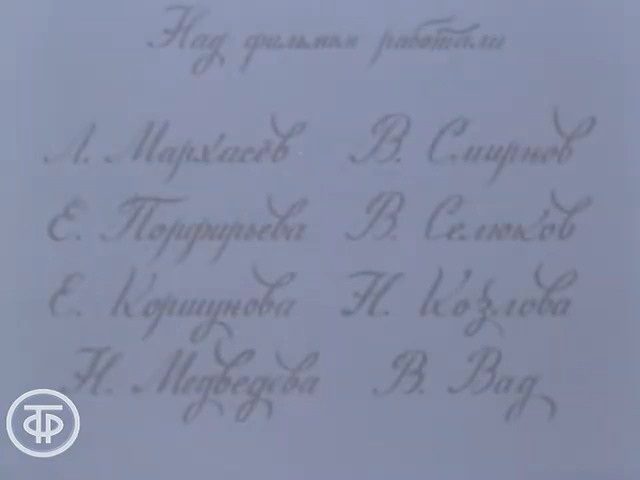 Над фильмом работали
Л. Мархасёв В. Смирнов
Е. Порфирьева В. Селюков
Е. Коршунова Н. Козлова
Н. Медведева В. Вад